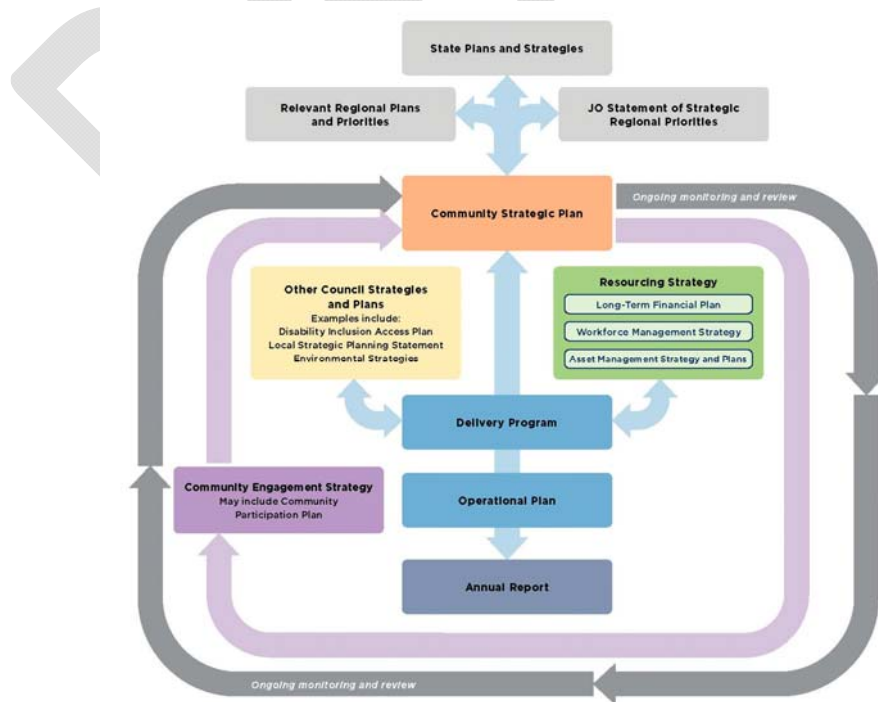 State Plans and Strategies
Relevant Regional Plans
and Priorities
JO Statement of Strategic
Regional Priorities
Community Strategic Plan
Ongoing monitoring and review
Other Council Strategies
and Plans
Examples include:
Disability Inclusion Access Plan
Local Strategic Planning Statement
Environmental Strategies
Resourcing Strategy
Long-Term Financial Plan
Workforce Management Strategy
Asset Management Strategy and Plans
Delivery Program
Community Engagement Strategy
May include Community
Participation Plan
Operational Plan
Annual Report
Ongoing monitoring and review